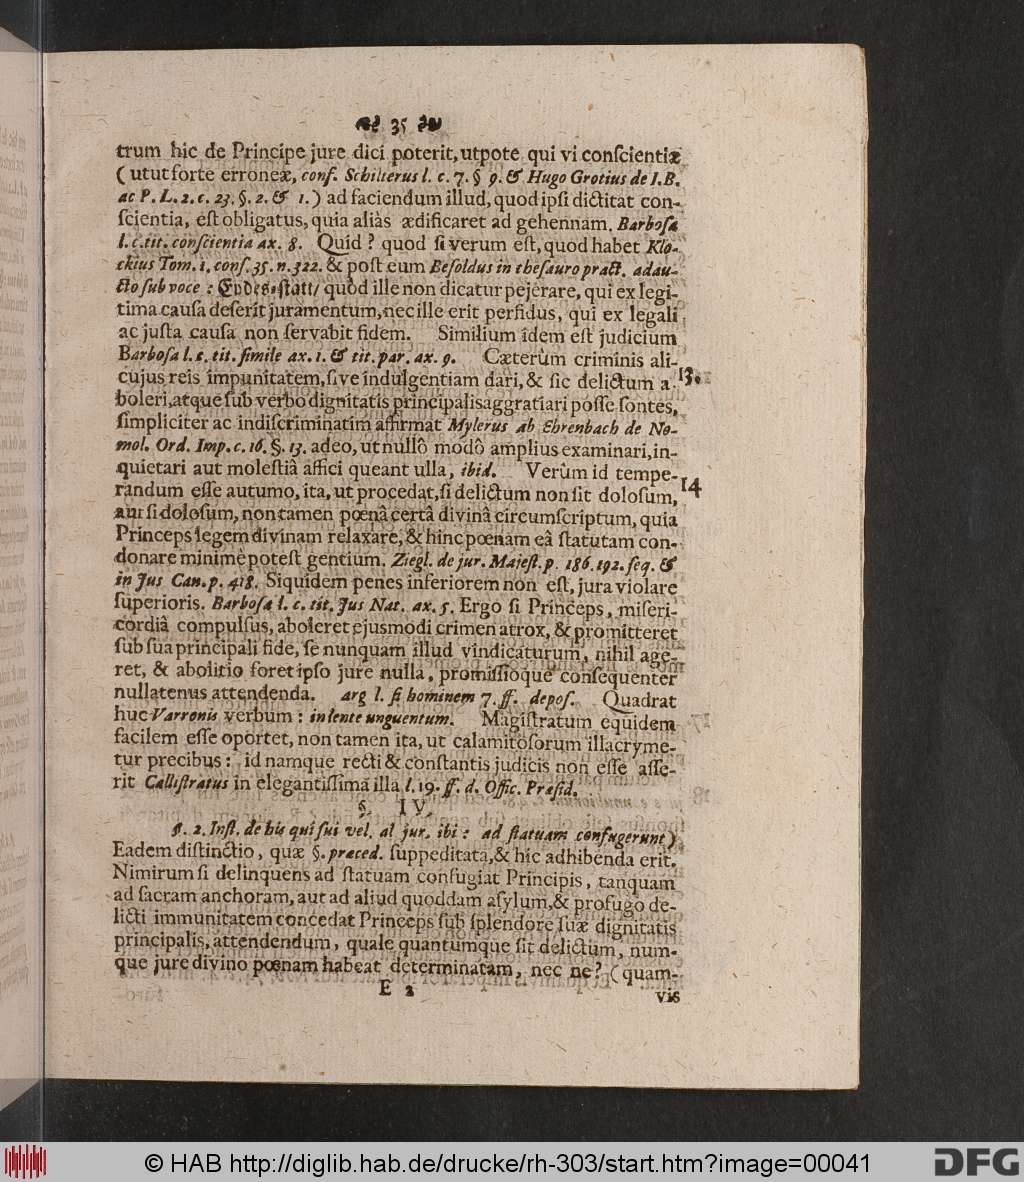 35
trum hic de Principe jure dici poterit, utpote qui vi conſcientiæ
( utut forte erroneæ, conf. Schilterus l. c. 7. § 9. & Hugo Grotius de I. B.
ac P. L. 2. c. 23. §. 2. & 1. ) ad faciendum illud, quod ipſi dictitat con-
ſcientia, eſt obligatus, quia aliàs ædificaret ad gehennam. Barboſa
l. c. tit. conſcientia ax. 8. Quid ? quod ſi verum eſt, quod habet Klo-
ckius Tom. 1. conſ. 35. n. 322. & poſt eum Beſoldus in theſauro pract. adau-
cto ſub voce : Eydes-ſtatt/ quòd ille non dicatur pejerare, qui ex legi-
tima cauſa deſerit juramentum, nec ille erit perfidus, qui ex legali
ac juſta cauſa non ſervabit fidem. Similium idem eſt judicium
Barboſa l. c. tit. ſimile ax. 1. & tit. par. ax. 9. Cæterùm criminis ali-
cujus reis impunitatem, ſive indulgentiam dari, & ſic delictum a- 13.
boleri, atque ſub verbo dignitatis principalis aggratiari poſſe ſontes,
ſimpliciter ac indiſcriminatim affirmat Mylerus ab Ehrenbach de No-
mol. Ord. Imp. c. 16. §. 13. adeo, ut nullô modô amplius examinari, in-
quietari aut moleſtiâ affici queant ulla, ibid. Verùm id tempe- 14
randum eſſe autumo, ita, ut procedat, ſi delictum non ſit doloſum,
aut ſi doloſum, non tamen pœnâ certâ divinâ circumſcriptum, quia
Princeps legem divinam relaxare, & hinc pœnam eâ ſtatutam con-
donare minimè poteſt gentium. Ziegl. de jur. Majeſt. p. 186. 192. ſeq. &
in Jus Can. p. 418. Siquidem penes inferiorem non eſt, jura violare
ſuperioris. Barboſa l. c. tit. Jus Nat. ax. 5. Ergo ſi Princeps, miſeri-
cordiâ compulſus, aboleret ejusmodi crimen atrox, & promitteret
ſub ſua principali fide, ſe nunquam illud vindicaturum, nihil age-
ret, & abolitio foret ipſo jure nulla, promiſſioque conſequenter
nullatenus attendenda. arg l. ſi hominem 7. ff. depoſ. Quadrat
huc Varronis verbum : in lente unguentum. Magiſtratum equidem
facilem eſſe oportet, non tamen ita, ut calamitoſorum illacryme-
tur precibus : id namque recti & conſtantis judicis non eſſe aſſe-
rit Calliſtratus in elegantiſſima illa l. 19. ff. d. Offic. Præſid.
§. IV.
§. 2. Inſt. de his qui ſui vel. al jur. ibi : ad ſtatuam confugerunt )
Eadem diſtinctio, quæ §. præced. ſuppeditata, & hic adhibenda erit.
Nimirum ſi delinquens ad ſtatuam confugiat Principis, tanquam
ad ſacram anchoram, aut ad aliud quoddam aſylum, & profugo de-
licti immunitatem concedat Princeps ſub ſplendore ſuæ dignitatis
principalis, attendendum, quale quantumque ſit delictum, num-
que jure divino pœnam habeat determinatam, nec ne? (quam-
E 2 vis
© HAB http://diglib.hab.de/drucke/rh-303/start.htm?image=00041
DFG